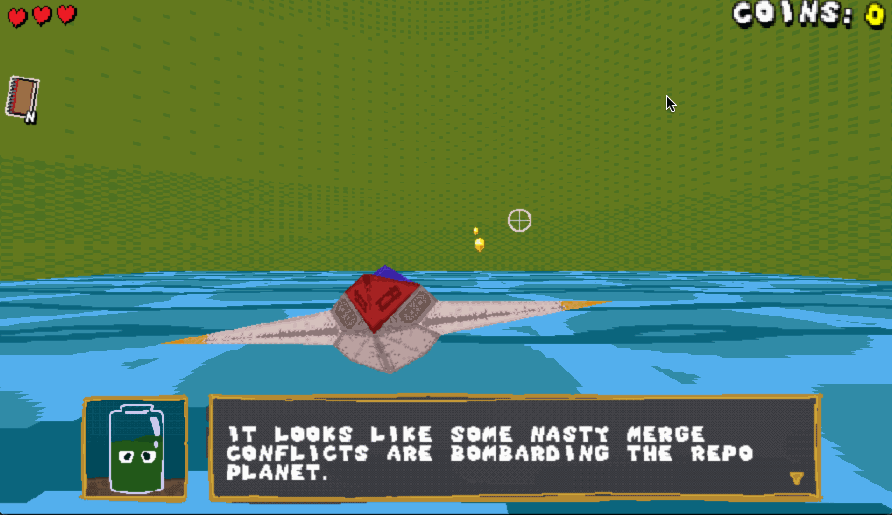 COINS: 0
N
IT LOOKS LIKE SOME NASTY MERGE
CONFLICTS ARE BOMBARDING THE REPO
PLANET.